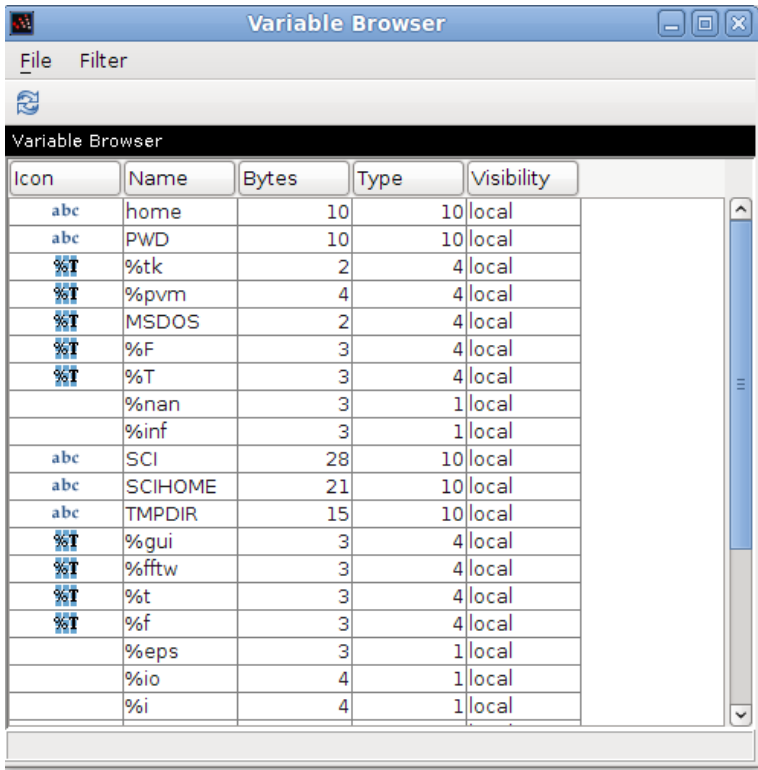 Variable Browser
File Filter
Variable Browser
Icon Name Bytes Type Visibility
abc home 10 10 local
abc PWD 10 10 local
%T %tk 2 4 local
%T %pvm 4 4 local
%T MSDOS 2 4 local
%T %F 3 4 local
%T %T 3 4 local
%nan 3 1 local
%inf 3 1 local
abc SCI 28 10 local
abc SCIHOME 21 10 local
abc TMPDIR 15 10 local
%T %gui 3 4 local
%T %fftw 3 4 local
%T %t 3 4 local
%T %f 3 4 local
%eps 3 1 local
%io 4 1 local
%i 4 1 local